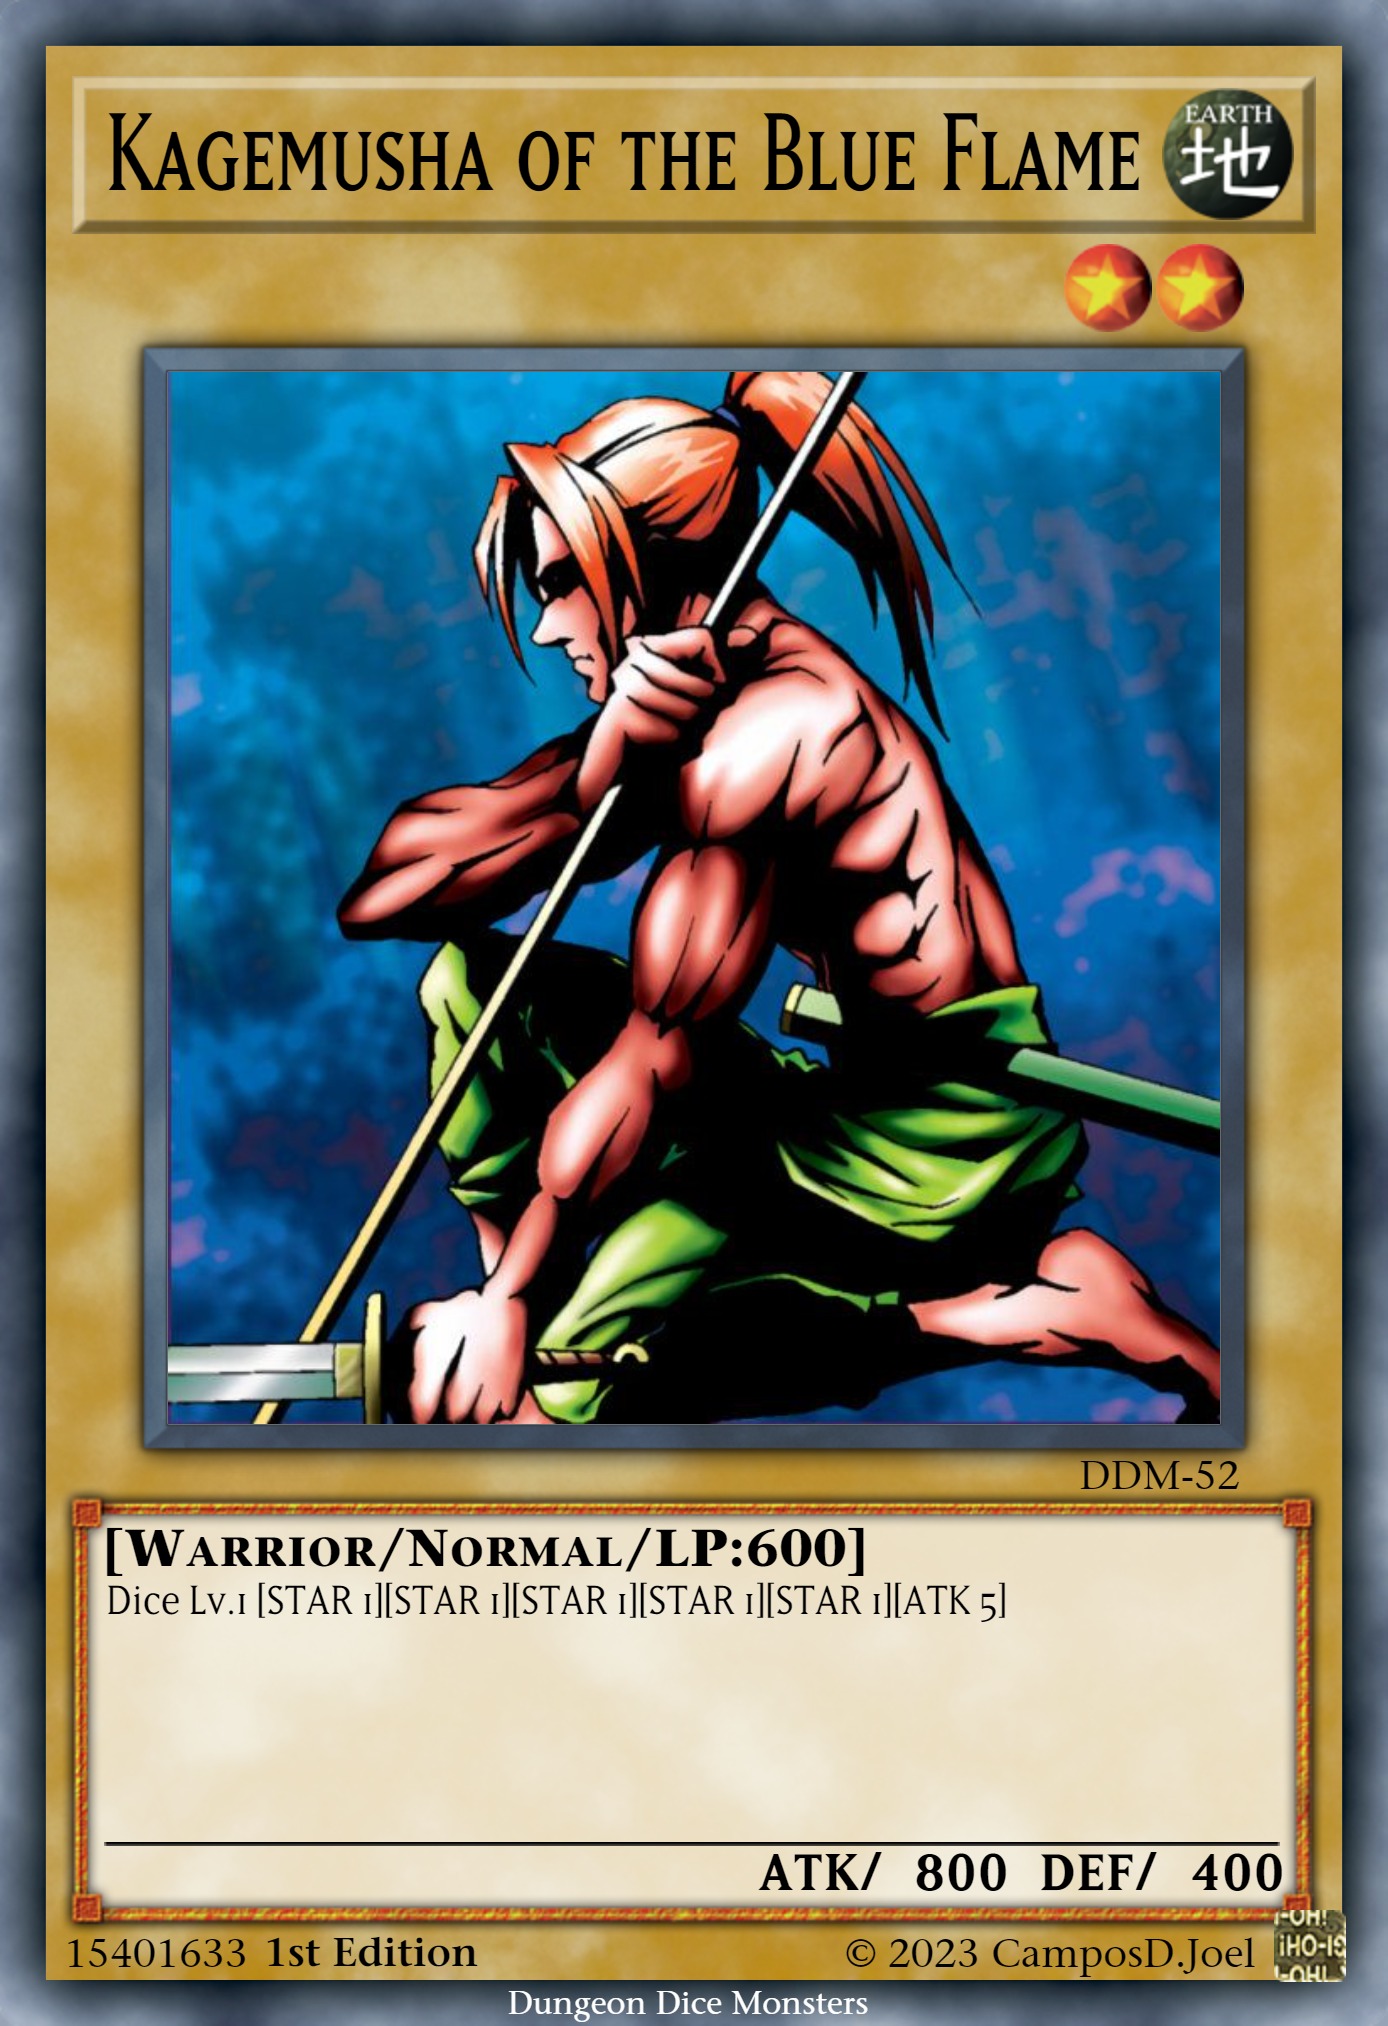 Kagemusha of the Blue Flame
EARTH
地
DDM-52
[Warrior/Normal/LP:600]
Dice Lv.1 [STAR 1][STAR 1][STAR 1][STAR 1][STAR 1][ATK 5]
ATK/ 800 DEF/ 400
15401633 1st Edition
© 2023 CamposD.Joel
Dungeon Dice Monsters